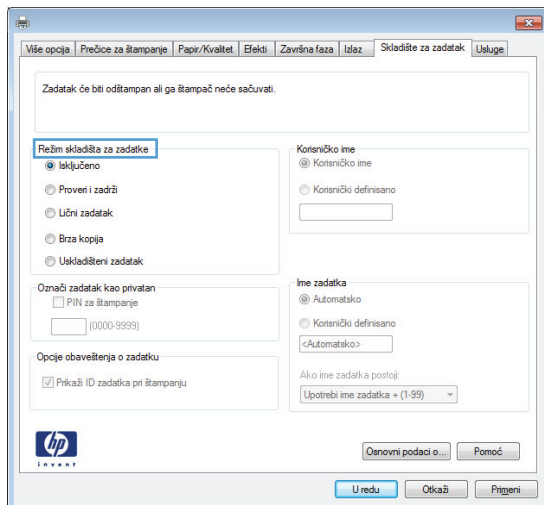 Više opcija Prečice za štampanje Papir/Kvalitet Efekti Završna faza Izlaz Skladište za zadatak Usluge
Zadatak će biti odštampan ali ga štampač neće sačuvati.
Režim skladišta za zadatke
Isključeno
Proveri i zadrži
Lični zadatak
Brza kopija
Uskladišteni zadatak
Korisničko ime
Korisničko ime
Korisnički definisano
Označi zadatak kao privatan
PIN za štampanje
(0000-9999)
Opcije obaveštenja o zadatku
Prikaži ID zadatka pri štampanju
Ime zadatka
Automatsko
Korisnički definisano
<Automatsko>
Ako ime zadatka postoji:
Upotrebi ime zadatka + (1-99)
hp
invent
Osnovni podaci o... Pomoć
U redu Otkaži Primeni